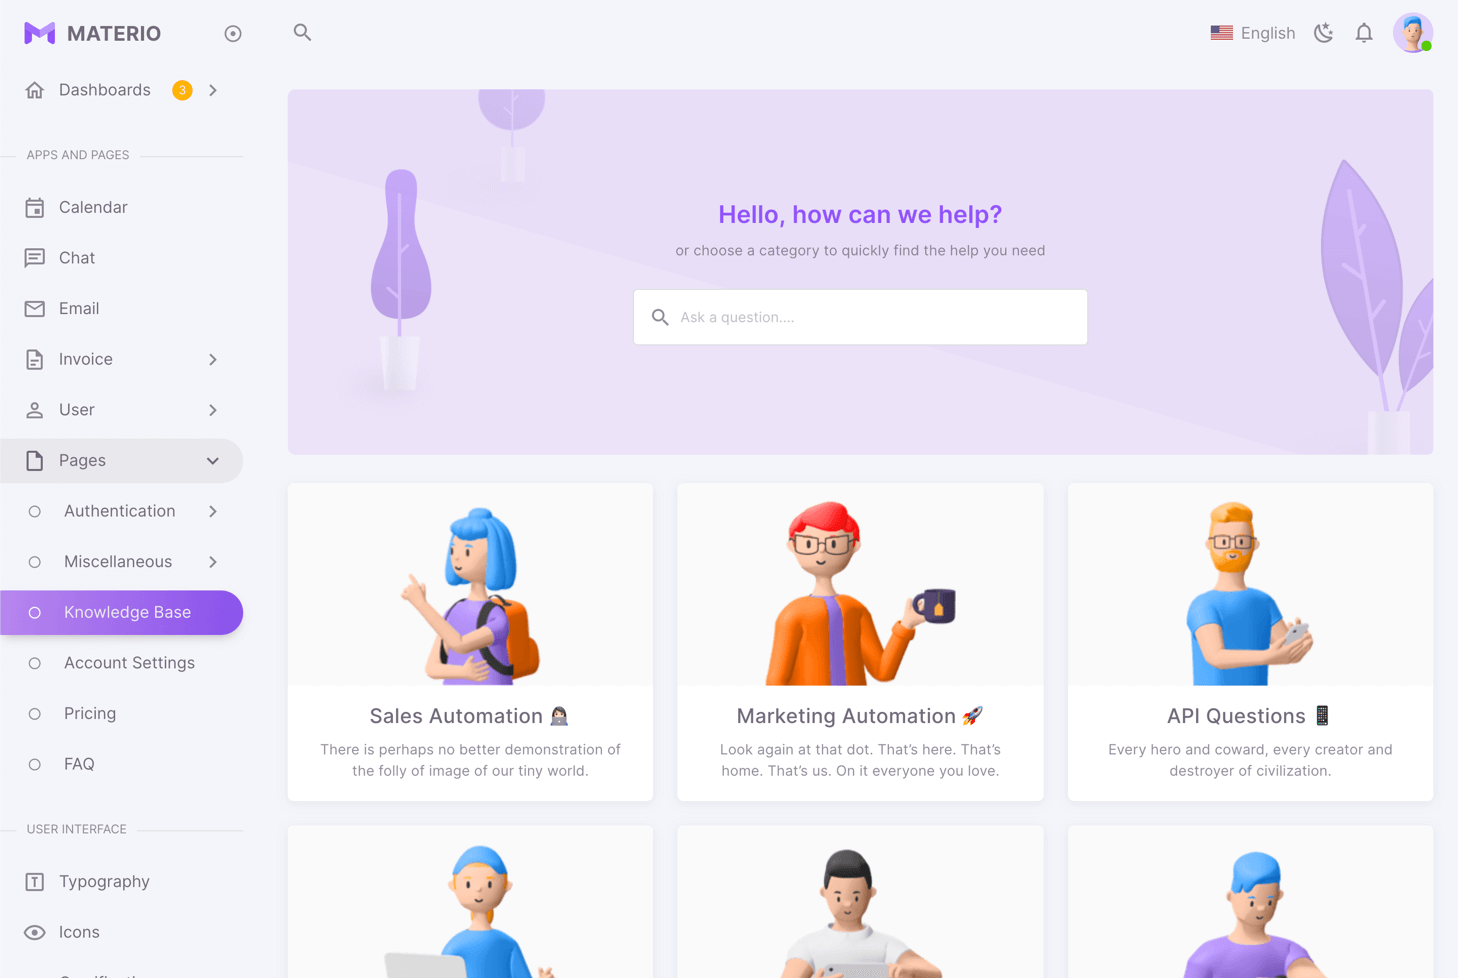 MATERIO
English
Dashboards 3
APPS AND PAGES
Calendar
Chat
Email
Invoice
User
Pages
Authentication
Miscellaneous
Knowledge Base
Account Settings
Pricing
FAQ
USER INTERFACE
Typography
Icons
Hello, how can we help?
or choose a category to quickly find the help you need
Ask a question....
Sales Automation
There is perhaps no better demonstration of
the folly of image of our tiny world.
Marketing Automation
Look again at that dot. That's here. That's
home. That's us. On it everyone you love.
API Questions
Every hero and coward, every creator and
destroyer of civilization.